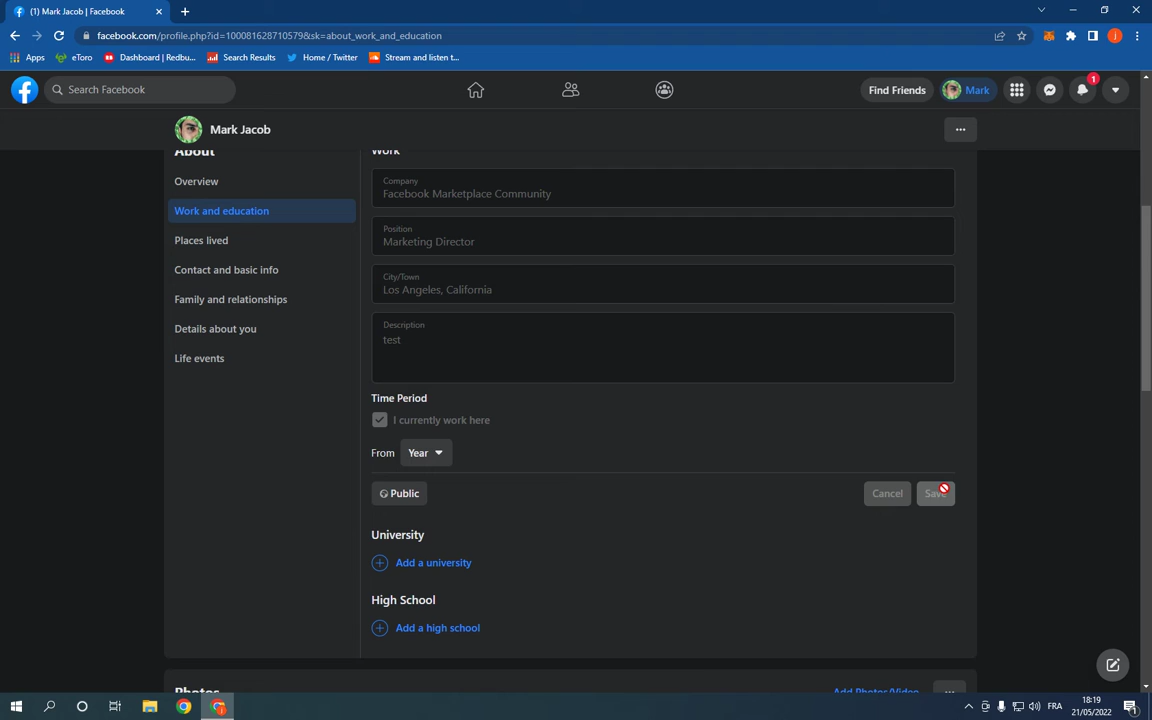 (1) Mark Jacob | Facebook
facebook.com/profile.php?id=100081628710579&sk=about_work_and_education
Apps
eToro
Dashboard | Redbu...
Search Results
Home / Twitter
Stream and listen t...
Search Facebook
Find Friends
Mark
1
Mark Jacob
About
Work
Overview
Work and education
Places lived
Contact and basic info
Family and relationships
Details about you
Life events
Company
Facebook Marketplace Community
Position
Marketing Director
City/Town
Los Angeles, California
Description
test
Time Period
I currently work here
From Year
Public
Cancel
Save
University
Add a university
High School
Add a high school
Photos
Add Photos/Video
FRA
18:19
21/05/2022